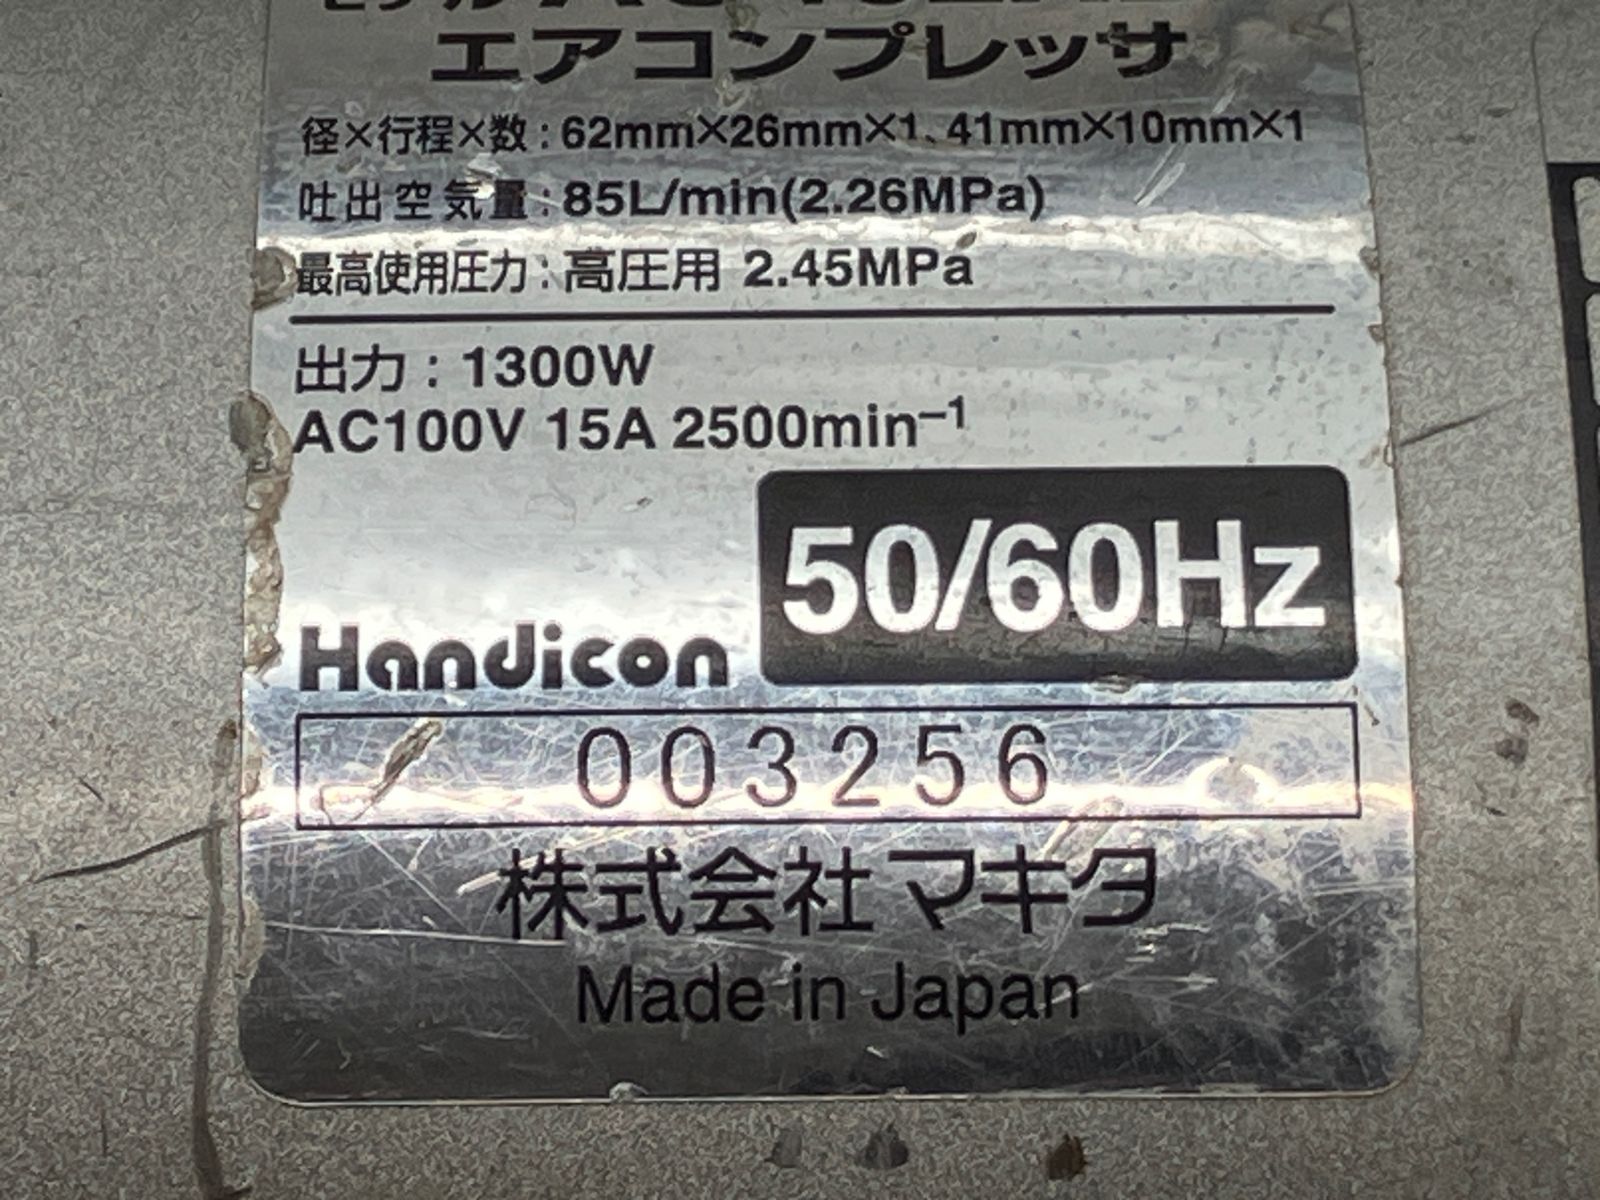 エアコンプレッサ
径×行程×数:62mm×26mm×1、41mm×10mm×1
吐出空気量:85L/min(2.26MPa)
最高使用圧力:高圧用 2.45MPa
出力:1300W
AC100V 15A 2500min⁻¹
50/60Hz
Handicon
003256
株式会社マキタ
Made in Japan